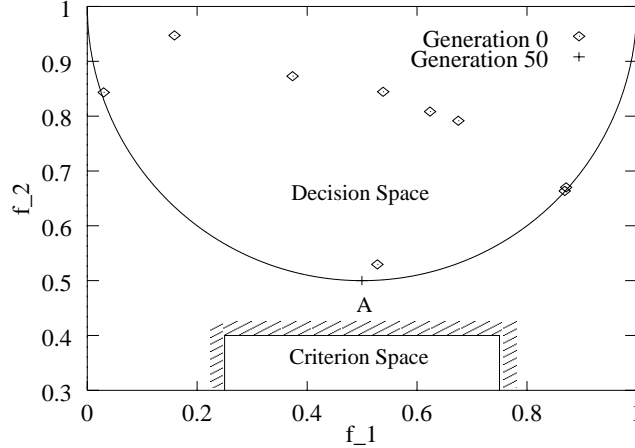 1
Generation 0
Generation 50
0.9
0.8
0.7
f_2
Decision Space
0.6
0.5
A
0.4
Criterion Space
0.3
0
0.2
0.4
0.6
0.8
1
f_1